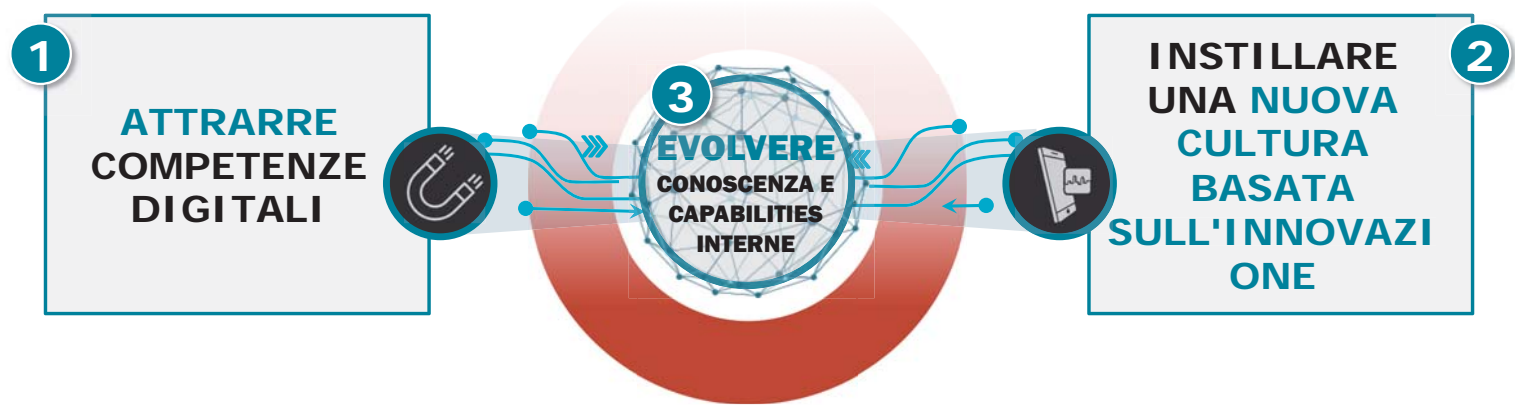 1
ATTRARRE
COMPETENZE
DIGITALI
3
EVOLVERE
CONOSCENZA E
CAPABILITIES
INTERNE
2
INSTILLARE
UNA NUOVA
CULTURA
BASATA
SULL'INNOVAZI
ONE